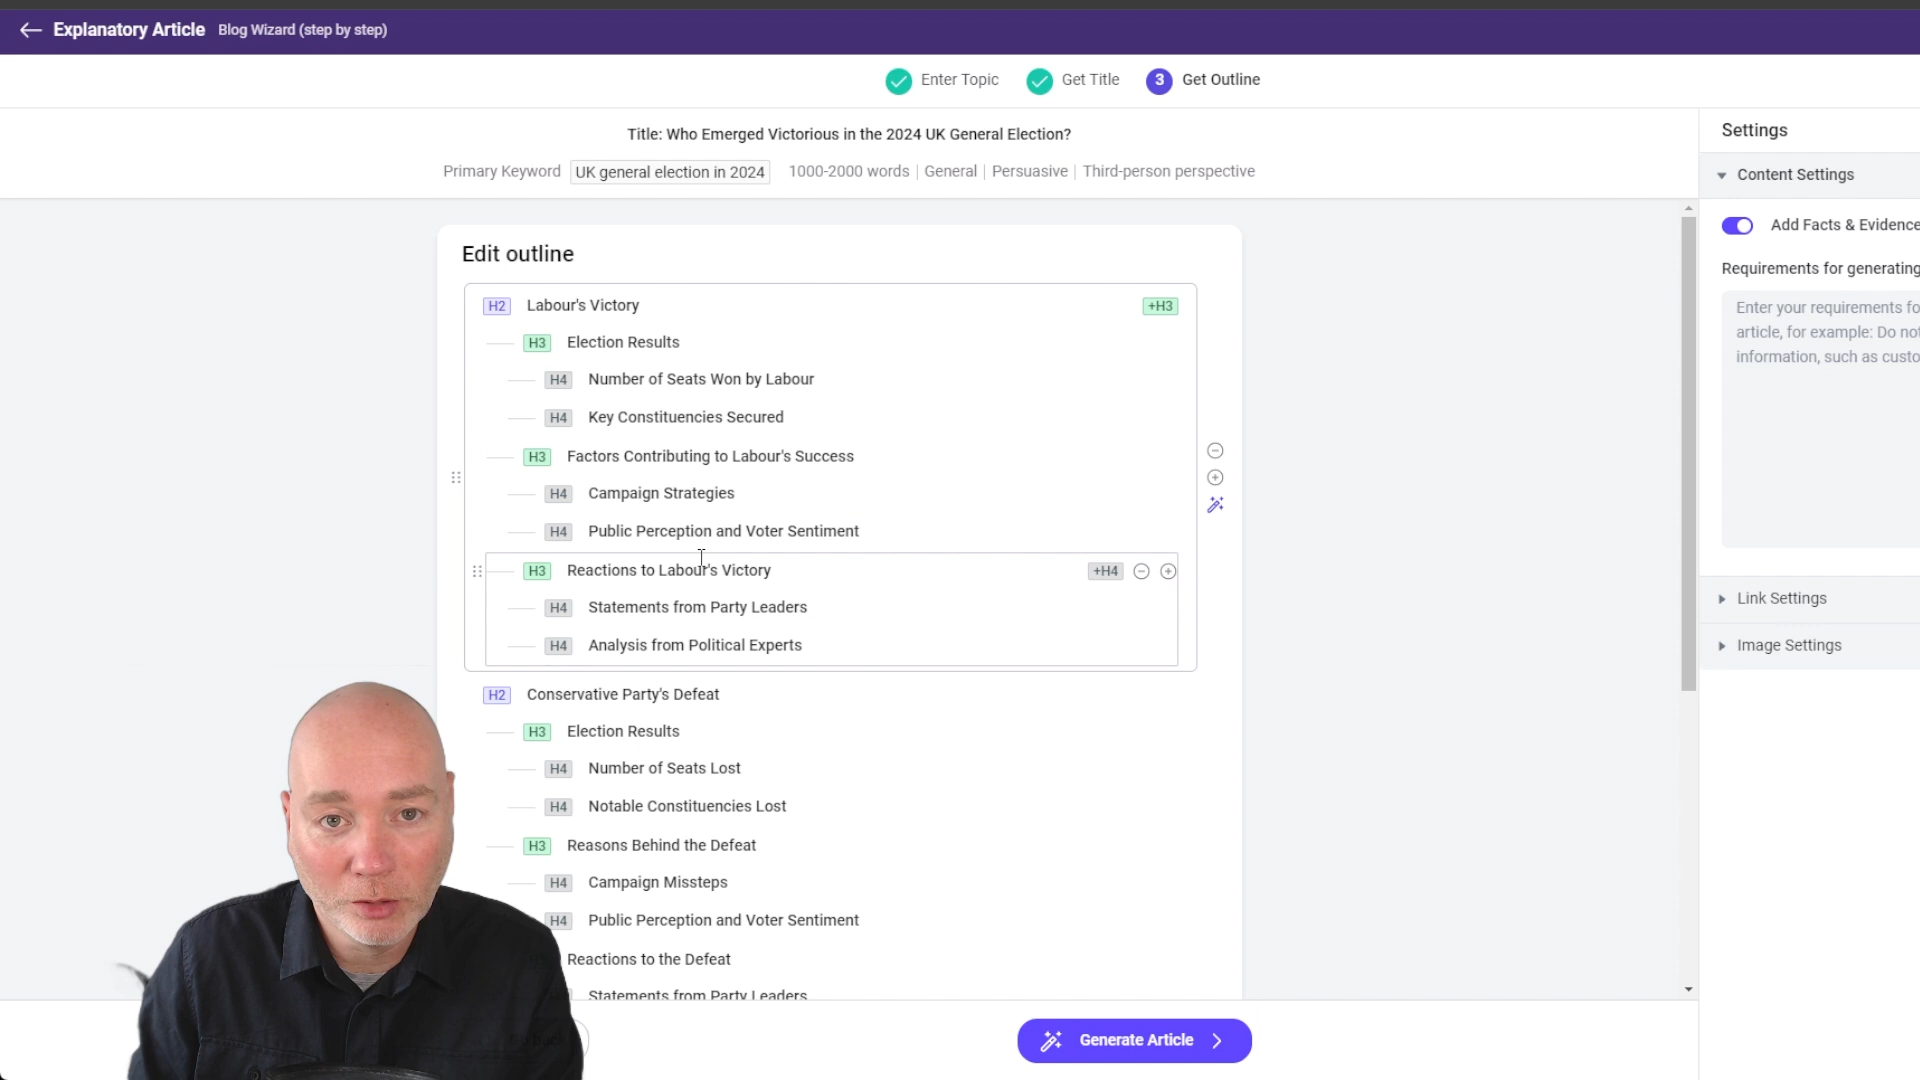 Explanatory Article Blog Wizard (step by step)
Enter Topic Get Title 3 Get Outline
Title: Who Emerged Victorious in the 2024 UK General Election?
Primary Keyword UK general election in 2024 1000-2000 words | General | Persuasive | Third-person perspective
Settings
Content Settings
Add Facts & Evidence
Requirements for generating
Enter your requirements fo
article, for example: Do not
information, such as custo
Link Settings
Image Settings
Edit outline
H2 Labour's Victory +H3
H3 Election Results
H4 Number of Seats Won by Labour
H4 Key Constituencies Secured
H3 Factors Contributing to Labour's Success
H4 Campaign Strategies
H4 Public Perception and Voter Sentiment
H3 Reactions to Labour's Victory +H4
H4 Statements from Party Leaders
H4 Analysis from Political Experts
H2 Conservative Party's Defeat
H3 Election Results
H4 Number of Seats Lost
H4 Notable Constituencies Lost
H3 Reasons Behind the Defeat
H4 Campaign Missteps
H4 Public Perception and Voter Sentiment
Reactions to the Defeat
Statements from Party Leaders
Generate Article